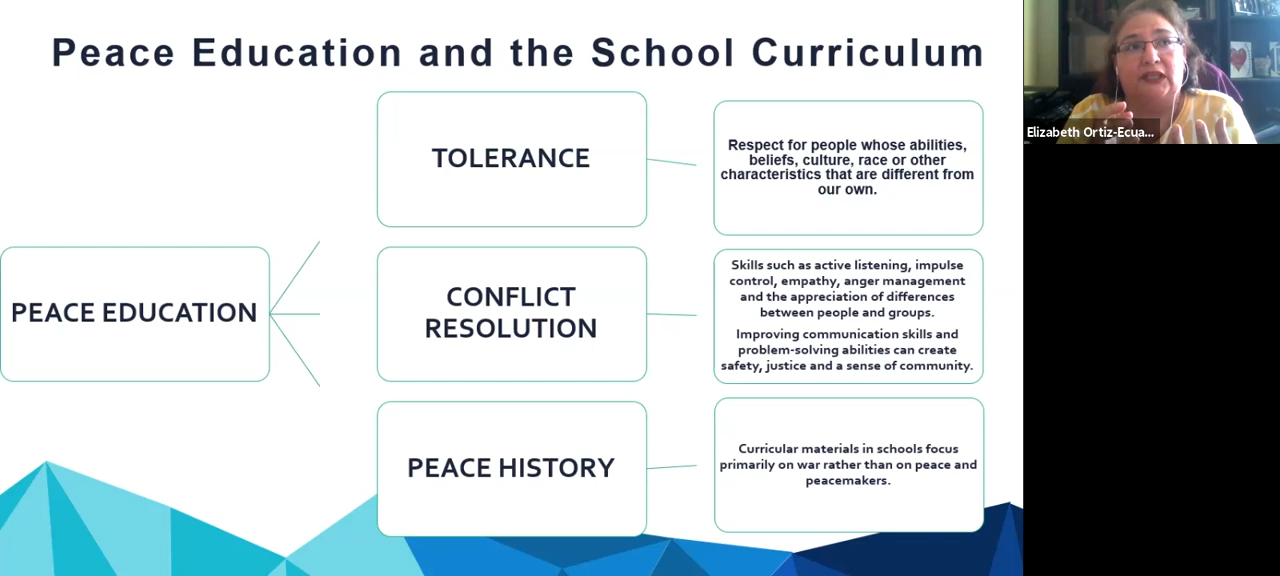 Peace Education and the School Curriculum
TOLERANCE
Respect for people whose abilities,
beliefs, culture, race or other
characteristics that are different from
our own.
PEACE EDUCATION
CONFLICT
RESOLUTION
Skills such as active listening, impulse
control, empathy, anger management
and the appreciation of differences
between people and groups.
Improving communication skills and
problem-solving abilities can create
safety, justice and a sense of community.
PEACE HISTORY
Curricular materials in schools focus
primarily on war rather than on peace and
peacemakers.
Elizabeth Ortiz-Ecua...